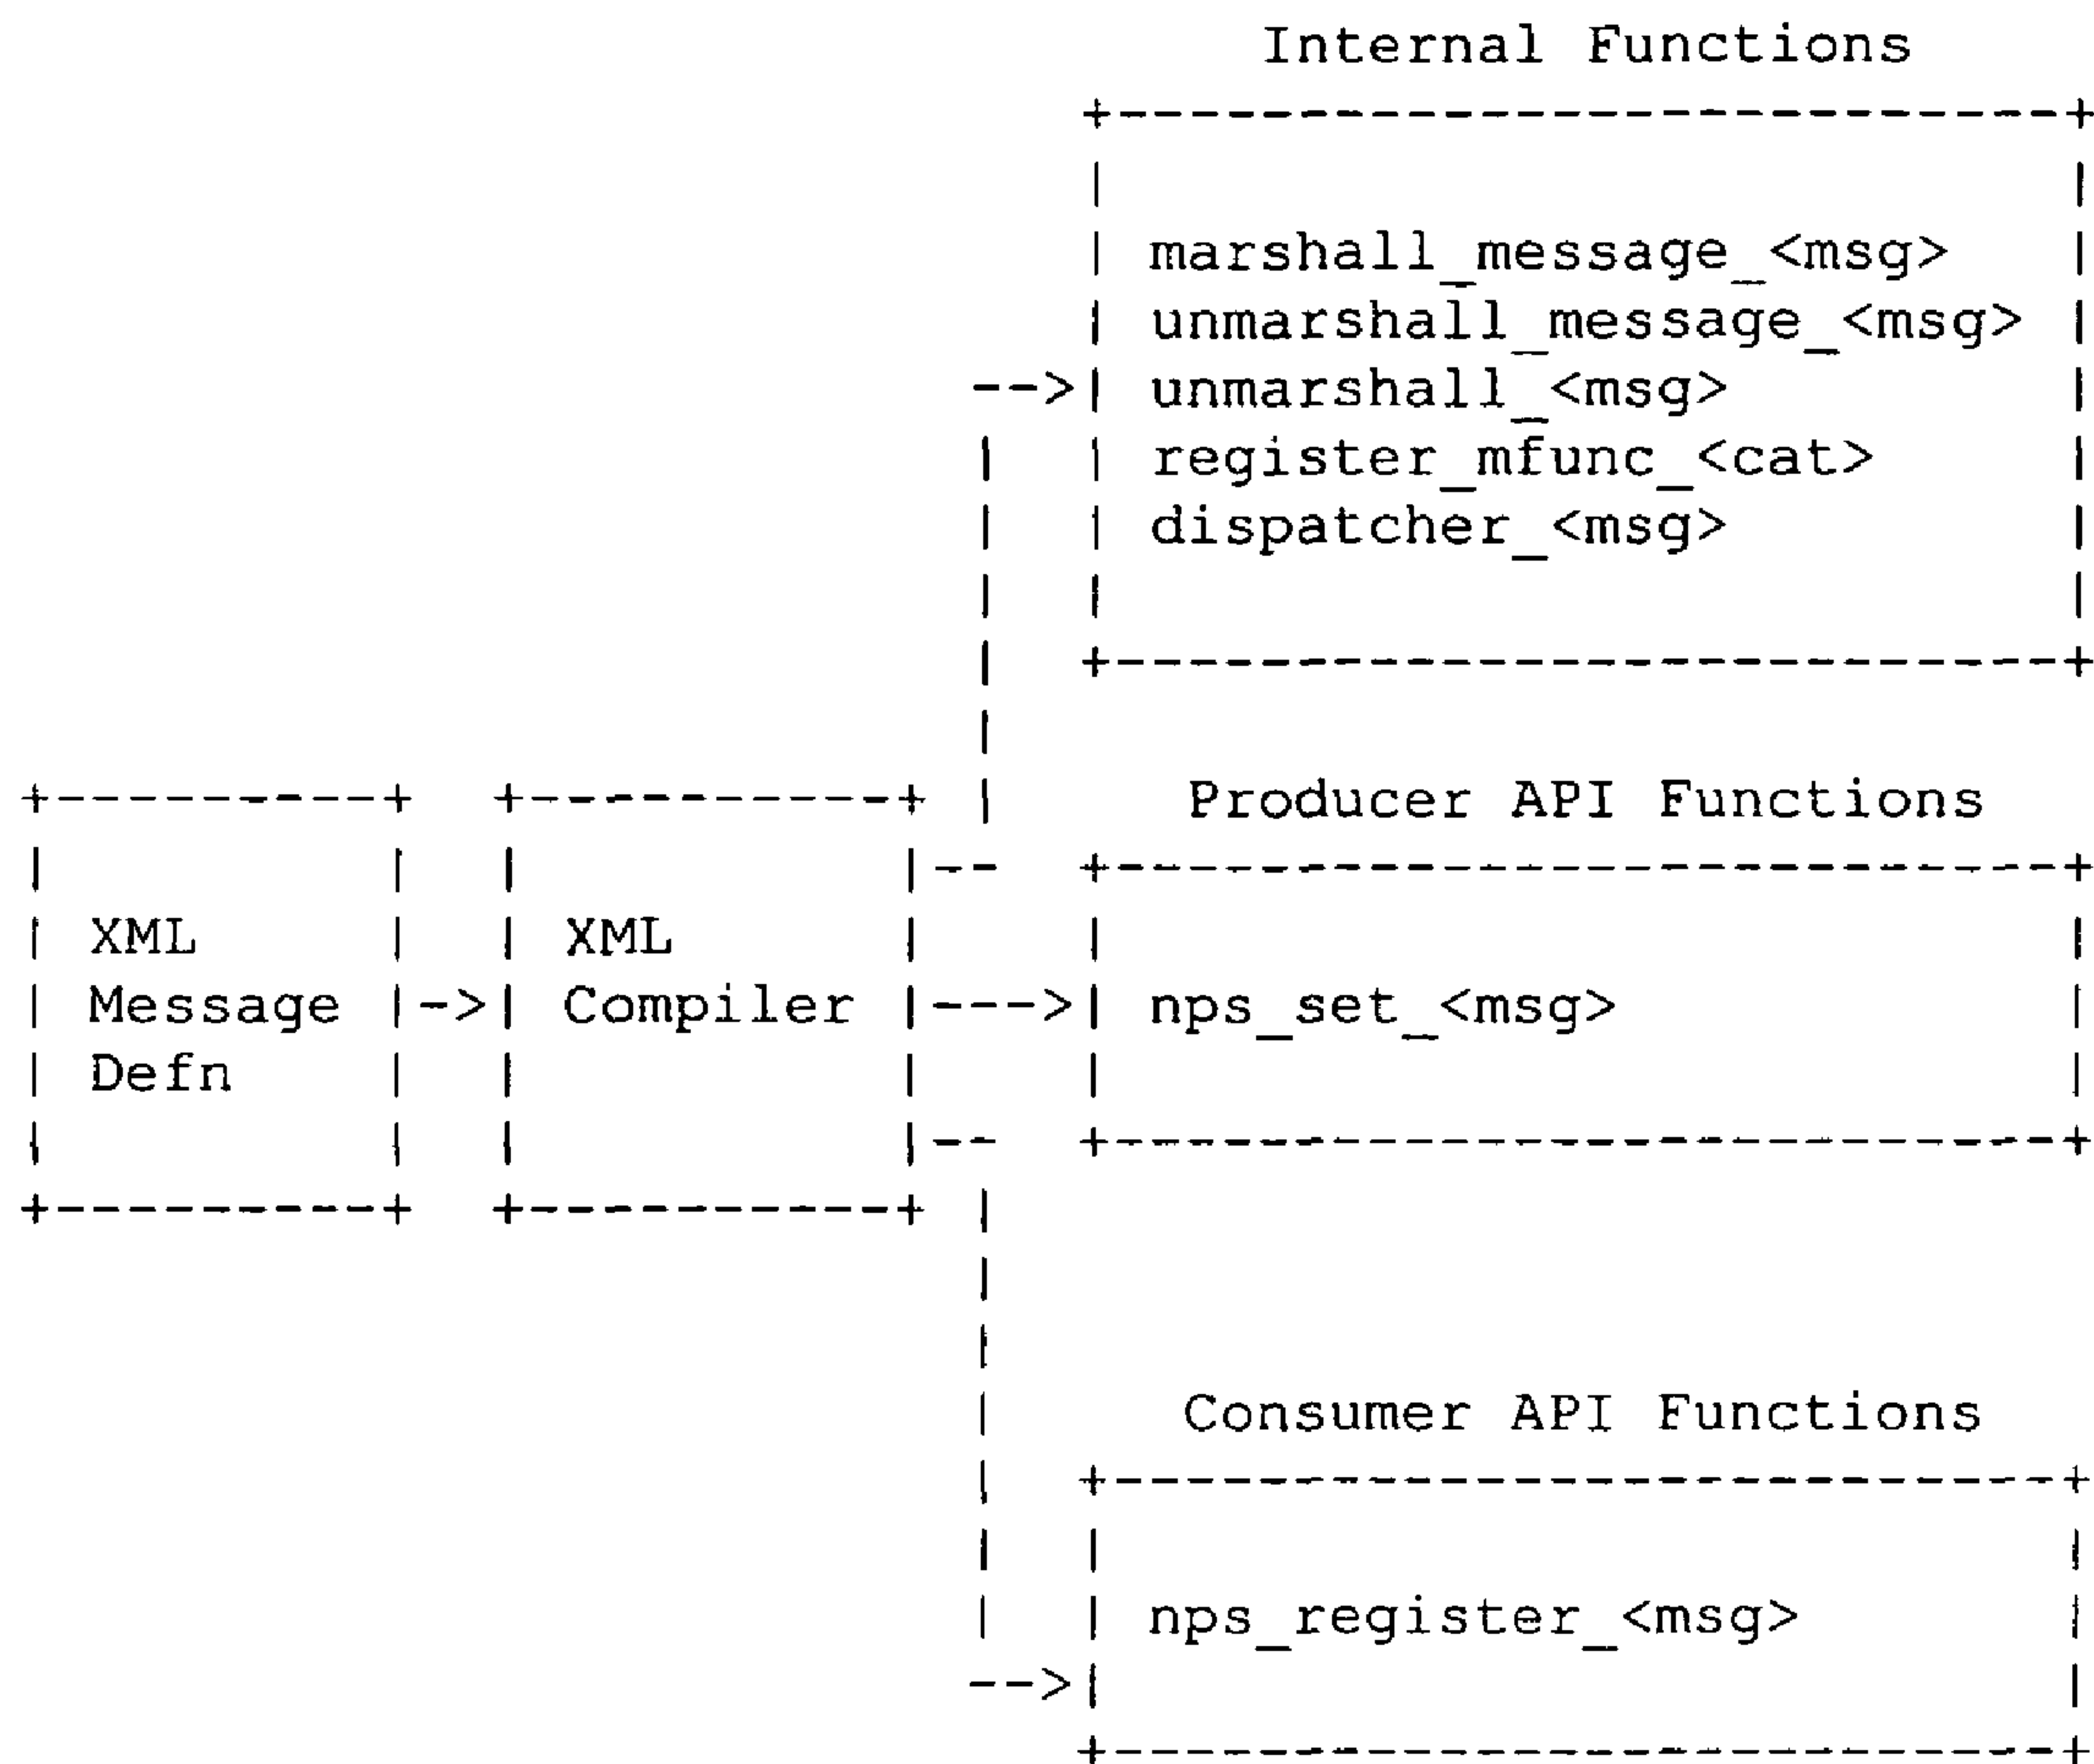 Internal Functions
marshall_message_<msg>
unmarshall_message_<msg>
unmarshall_<msg>
register_mfunc_<cat>
dispatcher_<msg>
XML
Message
Defn
XML
Compiler
Producer API Functions
nps_set_<msg>
Consumer API Functions
nps_register_<msg>